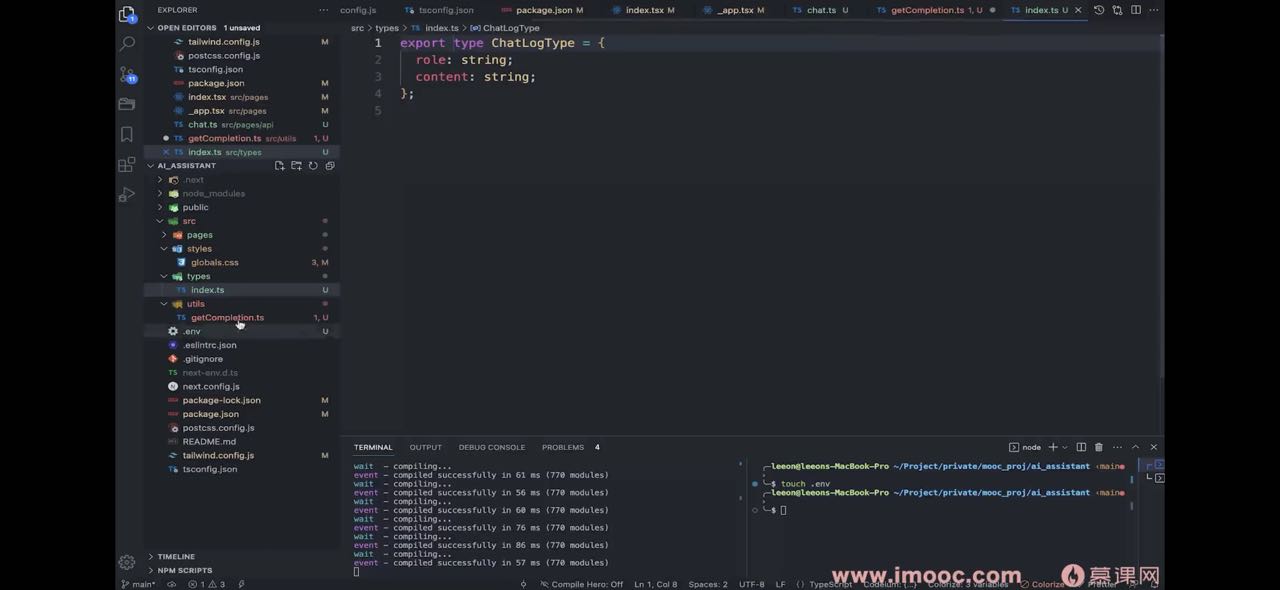 EXPLORER
config.js
tsconfig.json
package.json M
index.tsx M
_app.tsx M
chat.ts U
getCompletion.ts 1, U
index.ts U
OPEN EDITORS 1 unsaved
tailwind.config.js
postcss.config.js
tsconfig.json
package.json M
index.tsx src/pages M
_app.tsx src/pages M
chat.ts src/pages/api U
getCompletion.ts src/utils 1, U
index.ts src/types U
AI_ASSISTANT
.next
node_modules
public
src
pages
styles
globals.css 3, M
types
index.ts U
utils
getCompletion.ts 1, U
.env U
.eslintrc.json
.gitignore
next-env.d.ts
next.config.js
package-lock.json M
package.json M
postcss.config.js
README.md
tailwind.config.js M
tsconfig.json
TIMELINE
NPM SCRIPTS
src > types > index.ts > ChatLogType
1 export type ChatLogType = {
2 role: string;
3 content: string;
4 };
5
TERMINAL OUTPUT DEBUG CONSOLE PROBLEMS 4
node
wait - compiling...
event - compiled successfully in 61 ms (770 modules)
wait - compiling...
event - compiled successfully in 56 ms (770 modules)
wait - compiling...
event - compiled successfully in 60 ms (770 modules)
wait - compiling...
event - compiled successfully in 76 ms (770 modules)
wait - compiling...
event - compiled successfully in 86 ms (770 modules)
wait - compiling...
event - compiled successfully in 57 ms (770 modules)
leeon@leeons-MacBook-Pro ~/Project/private/mooc_proj/ai_assistant ‹main
$ touch .env
leeon@leeons-MacBook-Pro ~/Project/private/mooc_proj/ai_assistant ‹main
$
www.imooc.com 慕课网
main* 1 3 Compile Hero: Off Ln 1, Col 8 Spaces: 2 UTF-8 LF TypeScript Codeium: {...} Colorize: 3 variables Colorize Prettier